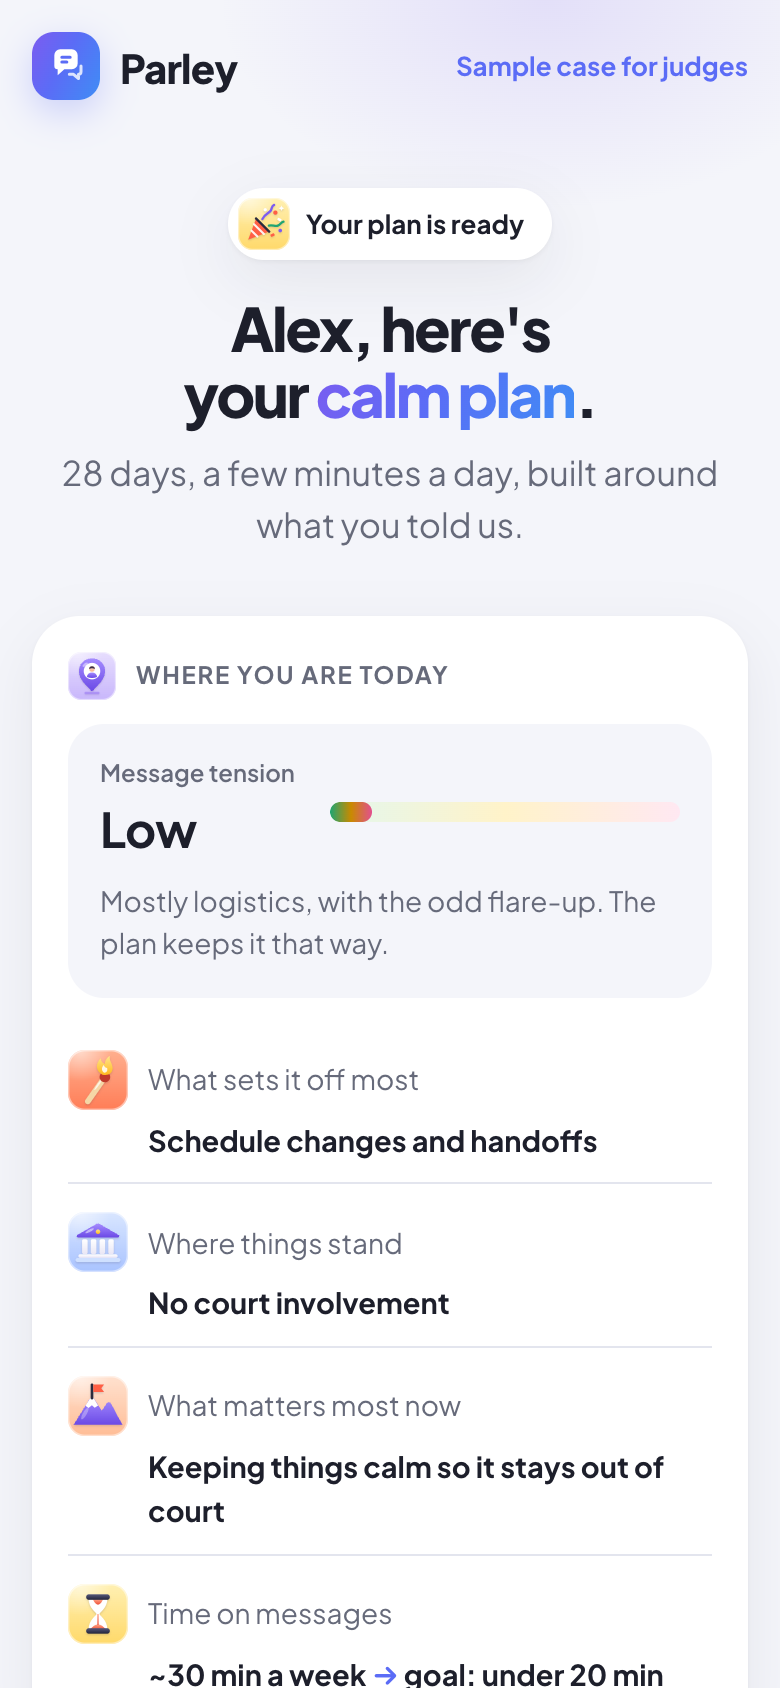 Parley
Sample case for judges
Your plan is ready
Alex, here's
your calm plan.
28 days, a few minutes a day, built around
what you told us.
WHERE YOU ARE TODAY
Message tension
Low
Mostly logistics, with the odd flare-up. The
plan keeps it that way.
What sets it off most
Schedule changes and handoffs
Where things stand
No court involvement
What matters most now
Keeping things calm so it stays out of
court
Time on messages
~30 min a week → goal: under 20 min